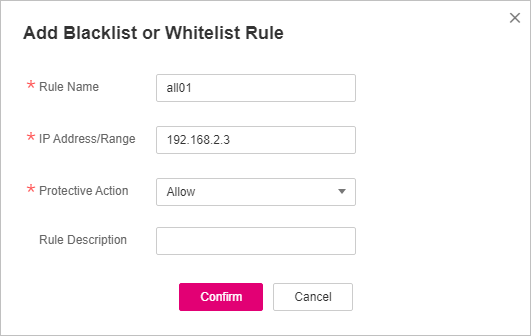 Add Blacklist or Whitelist Rule
* Rule Name all01
* IP Address/Range 192.168.2.3
* Protective Action Allow
Rule Description
Confirm Cancel